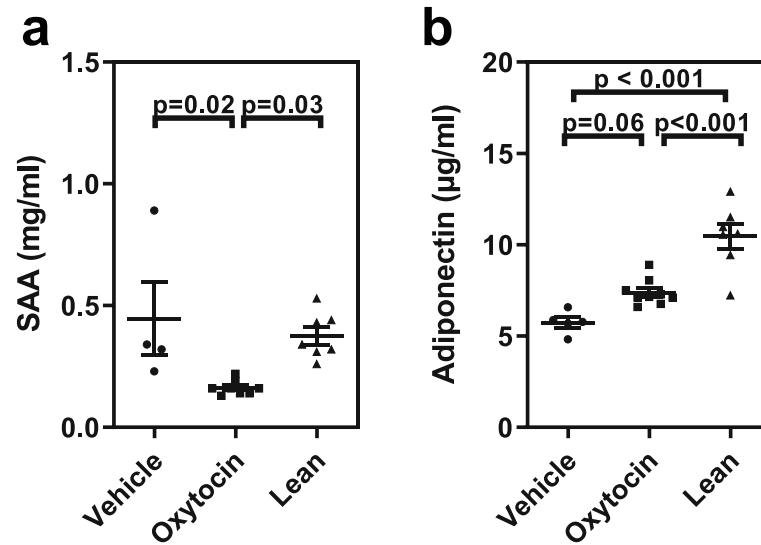 a
SAA (mg/ml)
1.5
1.0
0.5
0.0
p=0.02
p=0.03
Vehicle
Oxytocin
Lean
b
Adiponectin (µg/ml)
20
15
10
5
0
p < 0.001
p=0.06
p<0.001
Vehicle
Oxytocin
Lean